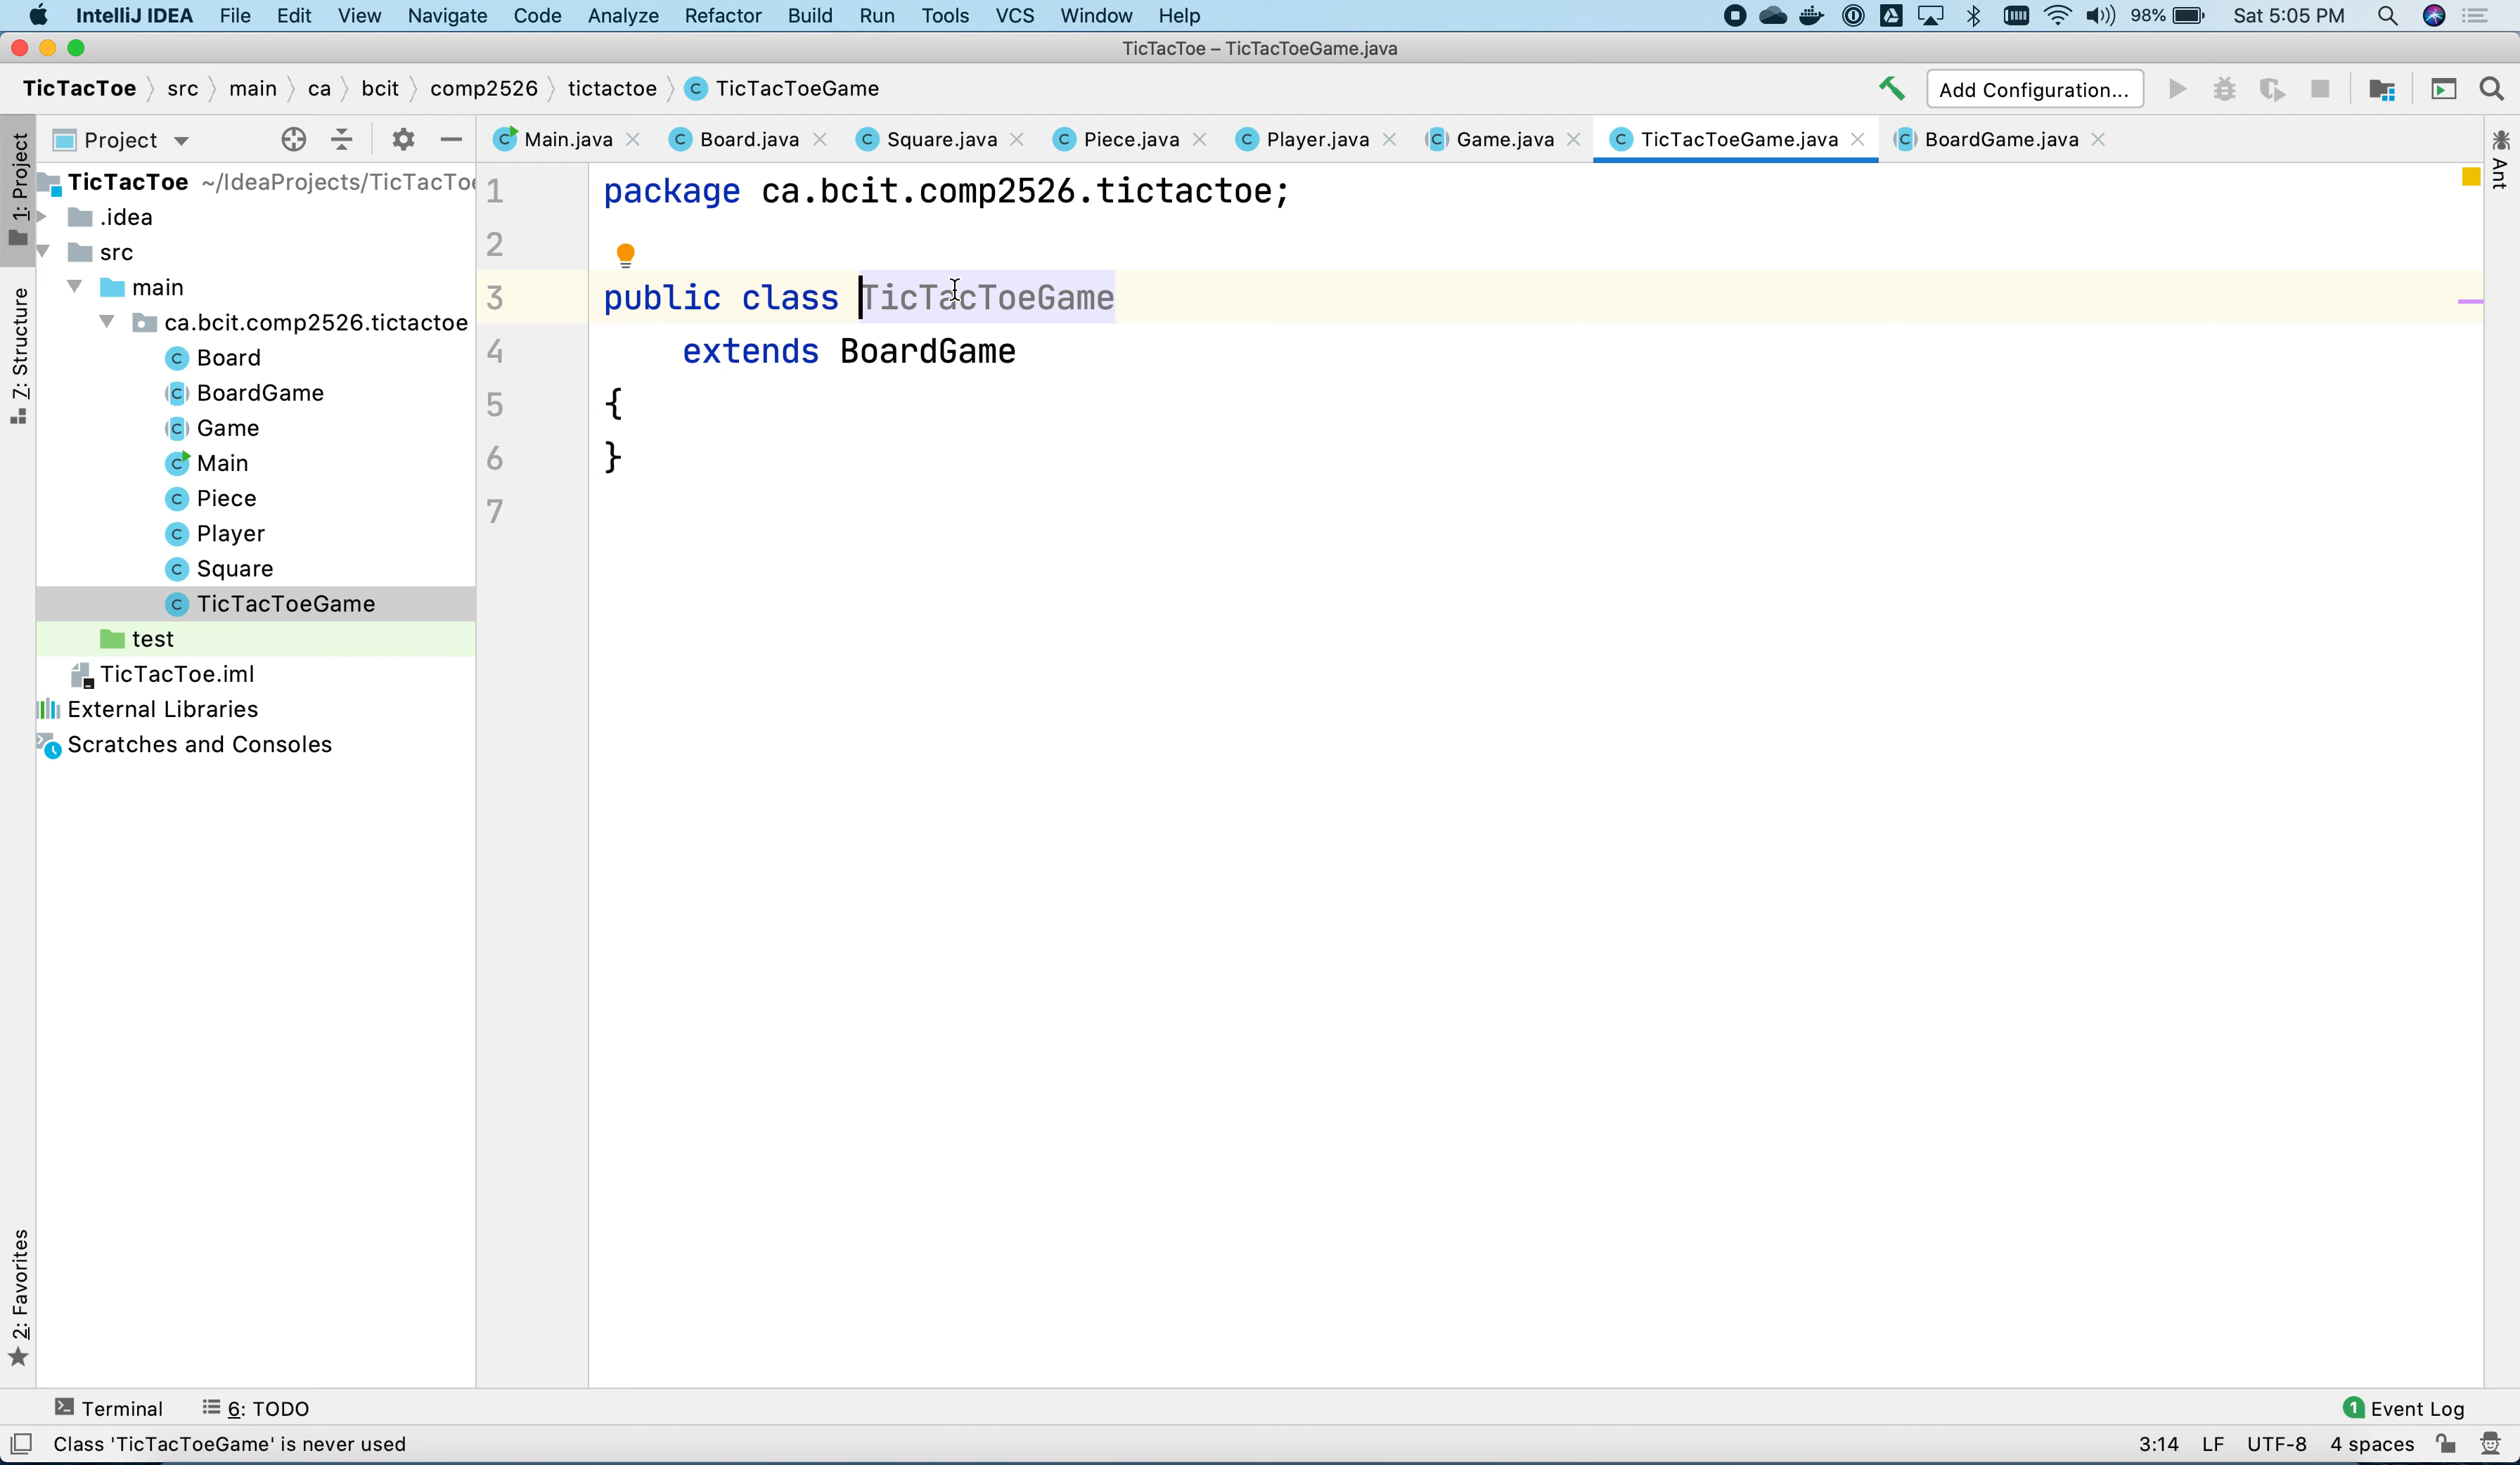 IntelliJ IDEA File Edit View Navigate Code Analyze Refactor Build Run Tools VCS Window Help 98% Sat 5:05 PM
TicTacToe – TicTacToeGame.java
TicTacToe src main ca bcit comp2526 tictactoe TicTacToeGame Add Configuration...
Project Main.java Board.java Square.java Piece.java Player.java Game.java TicTacToeGame.java BoardGame.java
1: Project
7: Structure
2: Favorites
Ant
TicTacToe ~/IdeaProjects/TicTacToe
.idea
src
main
ca.bcit.comp2526.tictactoe
Board
BoardGame
Game
Main
Piece
Player
Square
TicTacToeGame
test
TicTacToe.iml
External Libraries
Scratches and Consoles
1 package ca.bcit.comp2526.tictactoe;
2
3 public class TicTacToeGame
4 extends BoardGame
5 {
6 }
7
Terminal 6: TODO 1 Event Log
Class 'TicTacToeGame' is never used 3:14 LF UTF-8 4 spaces